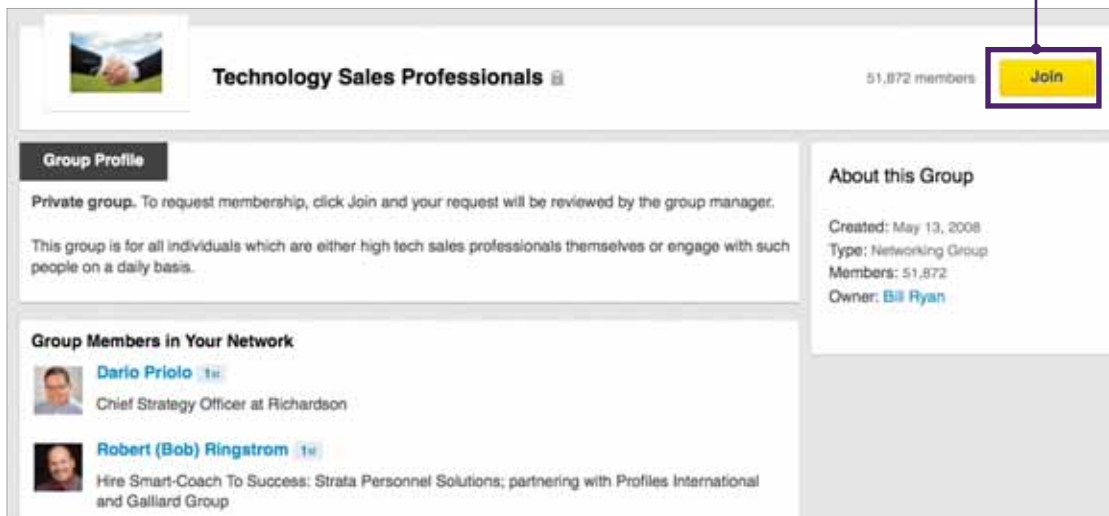 Technology Sales Professionals
51,872 members
Join
Group Profile
Private group. To request membership, click Join and your request will be reviewed by the group manager.
This group is for all individuals which are either high tech sales professionals themselves or engage with such
people on a daily basis.
About this Group
Created: May 13, 2008
Type: Networking Group
Members: 51,872
Owner: Bill Ryan
Group Members in Your Network
Dario Priolo 1st
Chief Strategy Officer at Richardson
Robert (Bob) Ringstrom 1st
Hire Smart-Coach To Success: Strata Personnel Solutions; partnering with Profiles International
and Galliard Group